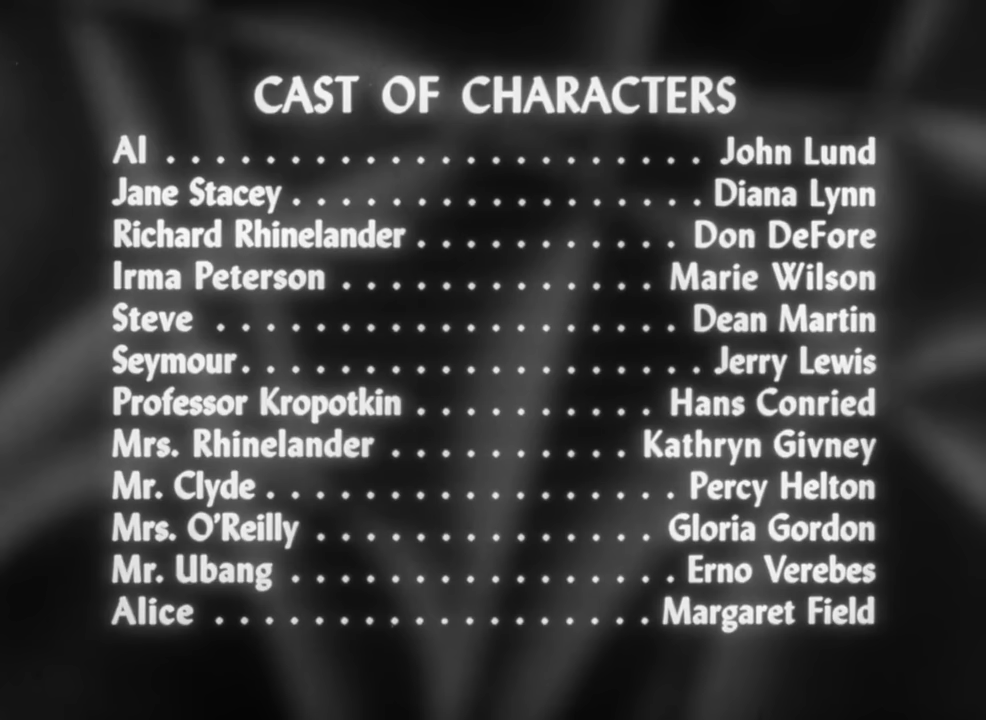 CAST OF CHARACTERS
Al . . . . . . . . . . . . . . . . . . . . . . . John Lund
Jane Stacey . . . . . . . . . . . . . . . . . . Diana Lynn
Richard Rhinelander . . . . . . . . . . . Don DeFore
Irma Peterson . . . . . . . . . . . . . Marie Wilson
Steve . . . . . . . . . . . . . . . . . . . . Dean Martin
Seymour. . . . . . . . . . . . . . . . . . . . Jerry Lewis
Professor Kropotkin . . . . . . . . . . Hans Conried
Mrs. Rhinelander . . . . . . . . . . Kathryn Givney
Mr. Clyde . . . . . . . . . . . . . . . . . . Percy Helton
Mrs. O'Reilly . . . . . . . . . . . . . . . Gloria Gordon
Mr. Ubang . . . . . . . . . . . . . . . . . Erno Verebes
Alice . . . . . . . . . . . . . . . . . . . Margaret Field